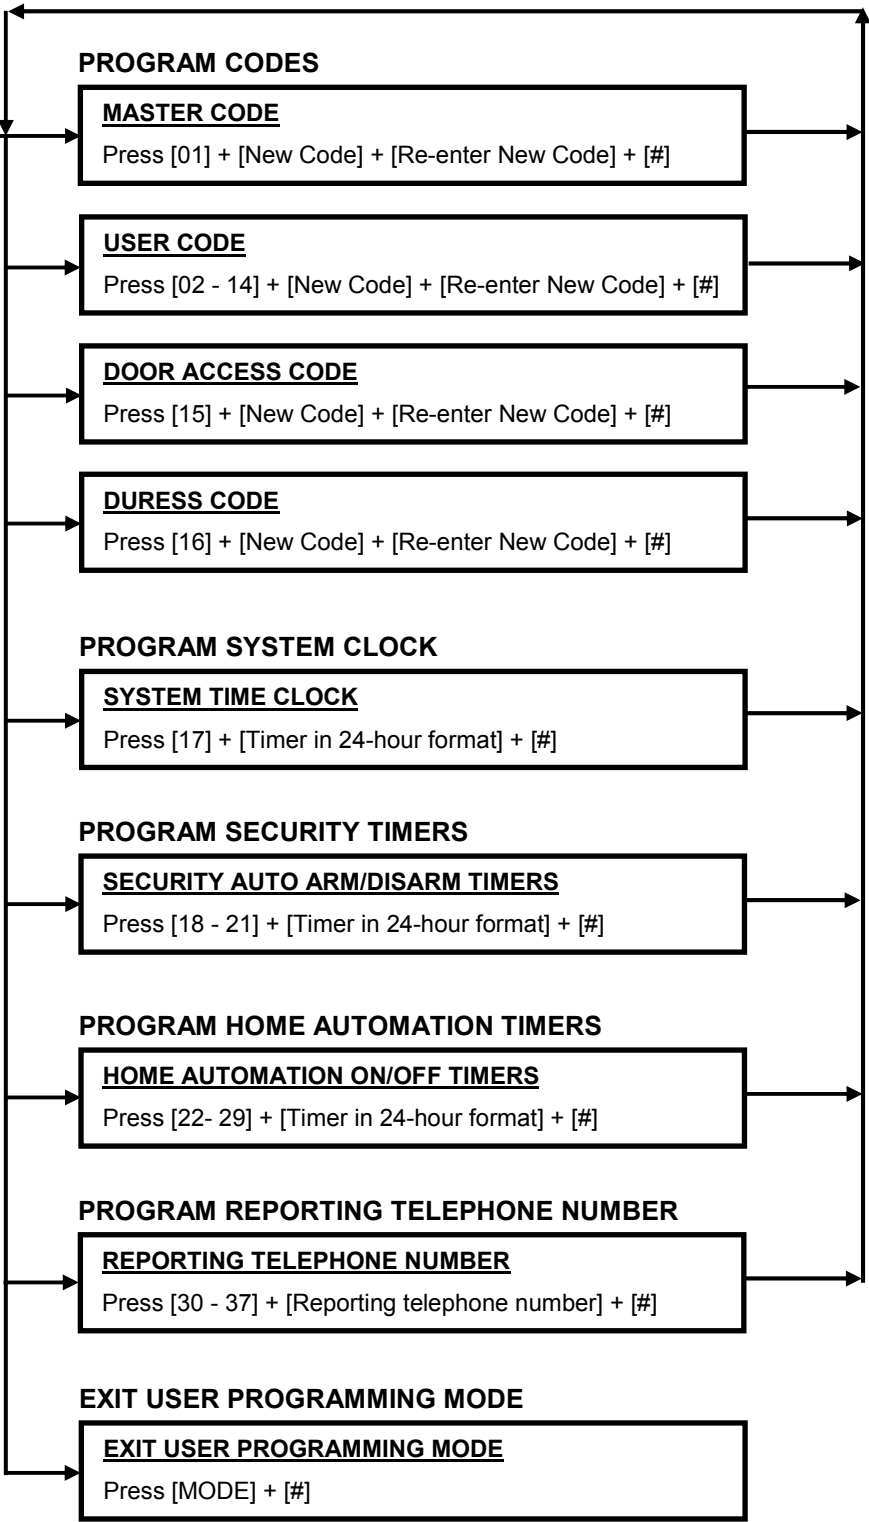 PROGRAM CODES
MASTER CODE
Press [01] + [New Code] + [Re-enter New Code] + [#]
USER CODE
Press [02 - 14] + [New Code] + [Re-enter New Code] + [#]
DOOR ACCESS CODE
Press [15] + [New Code] + [Re-enter New Code] + [#]
DURESS CODE
Press [16] + [New Code] + [Re-enter New Code] + [#]
PROGRAM SYSTEM CLOCK
SYSTEM TIME CLOCK
Press [17] + [Timer in 24-hour format] + [#]
PROGRAM SECURITY TIMERS
SECURITY AUTO ARM/DISARM TIMERS
Press [18 - 21] + [Timer in 24-hour format] + [#]
PROGRAM HOME AUTOMATION TIMERS
HOME AUTOMATION ON/OFF TIMERS
Press [22- 29] + [Timer in 24-hour format] + [#]
PROGRAM REPORTING TELEPHONE NUMBER
REPORTING TELEPHONE NUMBER
Press [30 - 37] + [Reporting telephone number] + [#]
EXIT USER PROGRAMMING MODE
EXIT USER PROGRAMMING MODE
Press [MODE] + [#]